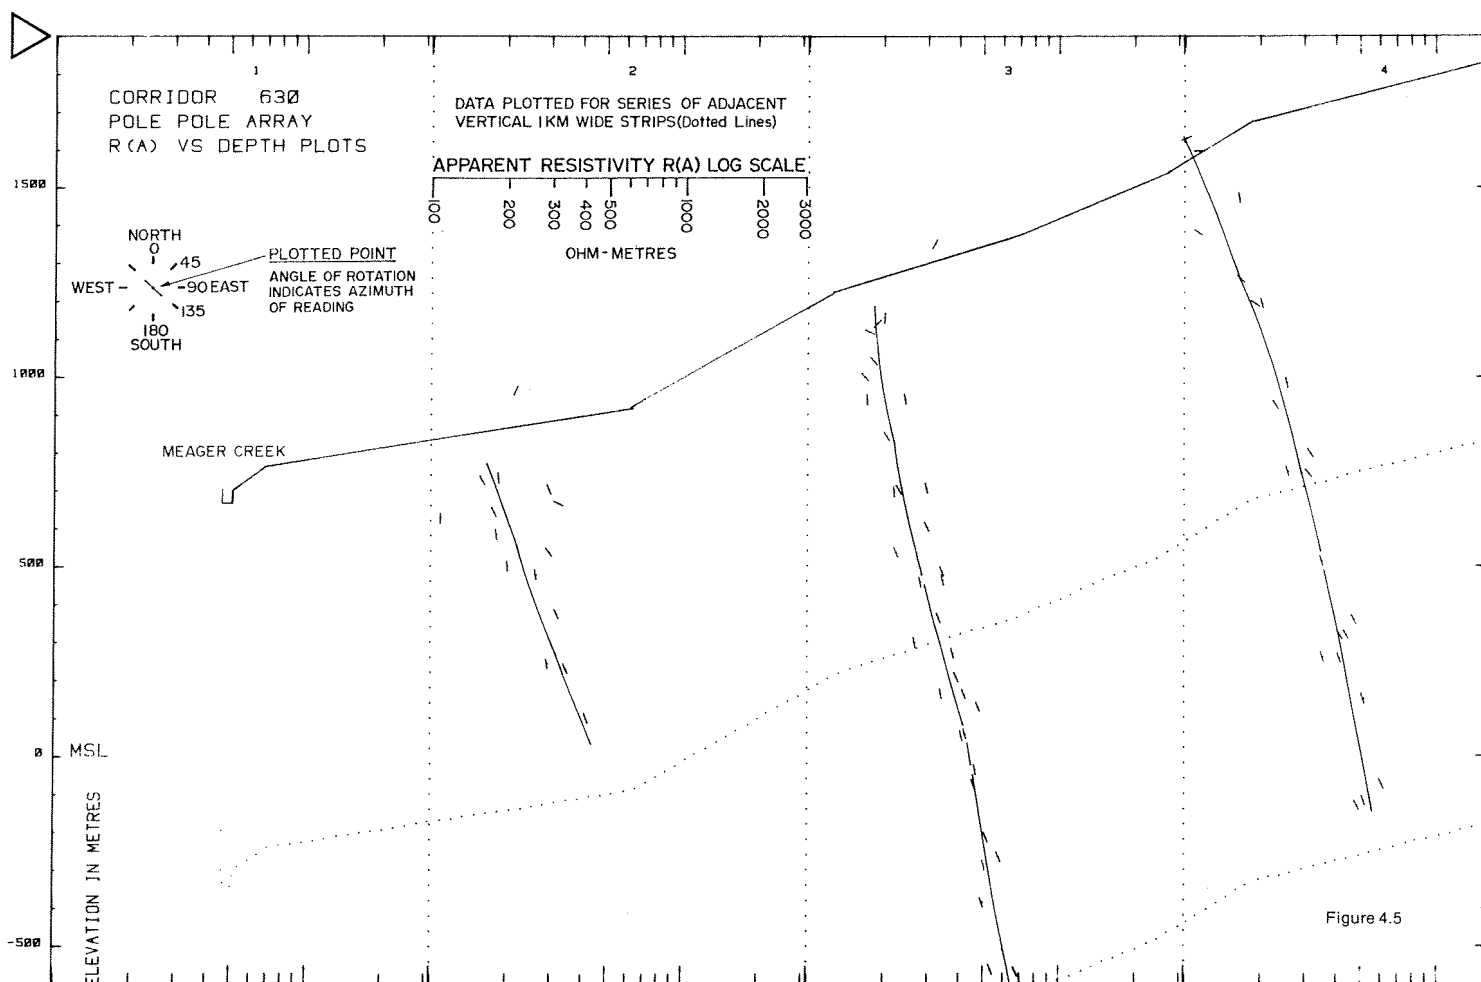 1
2
3
4
CORRIDOR 630
POLE POLE ARRAY
R(A) VS DEPTH PLOTS
DATA PLOTTED FOR SERIES OF ADJACENT
VERTICAL 1KM WIDE STRIPS(Dotted Lines)
APPARENT RESISTIVITY R(A) LOG SCALE
100
200
300
400
500
1000
2000
3000
OHM-METRES
1500
NORTH
0
45
WEST
90 EAST
135
180
SOUTH
PLOTTED POINT
ANGLE OF ROTATION
INDICATES AZIMUTH
OF READING
1000
MEAGER CREEK
500
0
MSL
ELEVATION IN METRES
-500
Figure 4.5